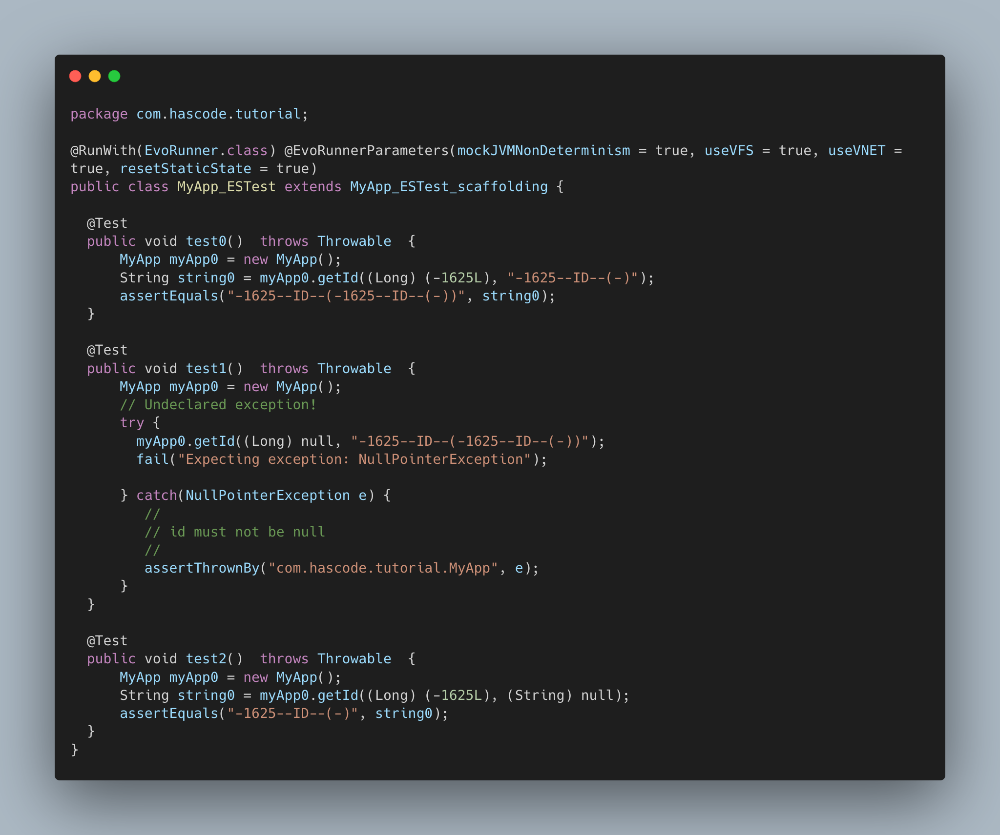 package com.hascode.tutorial;

@RunWith(EvoRunner.class) @EvoRunnerParameters(mockJVMNonDeterminism = true, useVFS = true, useVNET =
true, resetStaticState = true)
public class MyApp_ESTest extends MyApp_ESTest_scaffolding {

  @Test
  public void test0()  throws Throwable  {
      MyApp myApp0 = new MyApp();
      String string0 = myApp0.getId((Long) (-1625L), "-1625--ID--(-)");
      assertEquals("-1625--ID--(-1625--ID--(-))", string0);
  }

  @Test
  public void test1()  throws Throwable  {
      MyApp myApp0 = new MyApp();
      // Undeclared exception!
      try {
        myApp0.getId((Long) null, "-1625--ID--(-1625--ID--(-))");
        fail("Expecting exception: NullPointerException");

      } catch(NullPointerException e) {
         //
         // id must not be null
         //
         assertThrownBy("com.hascode.tutorial.MyApp", e);
      }
  }

  @Test
  public void test2()  throws Throwable  {
      MyApp myApp0 = new MyApp();
      String string0 = myApp0.getId((Long) (-1625L), (String) null);
      assertEquals("-1625--ID--(-)", string0);
  }
}